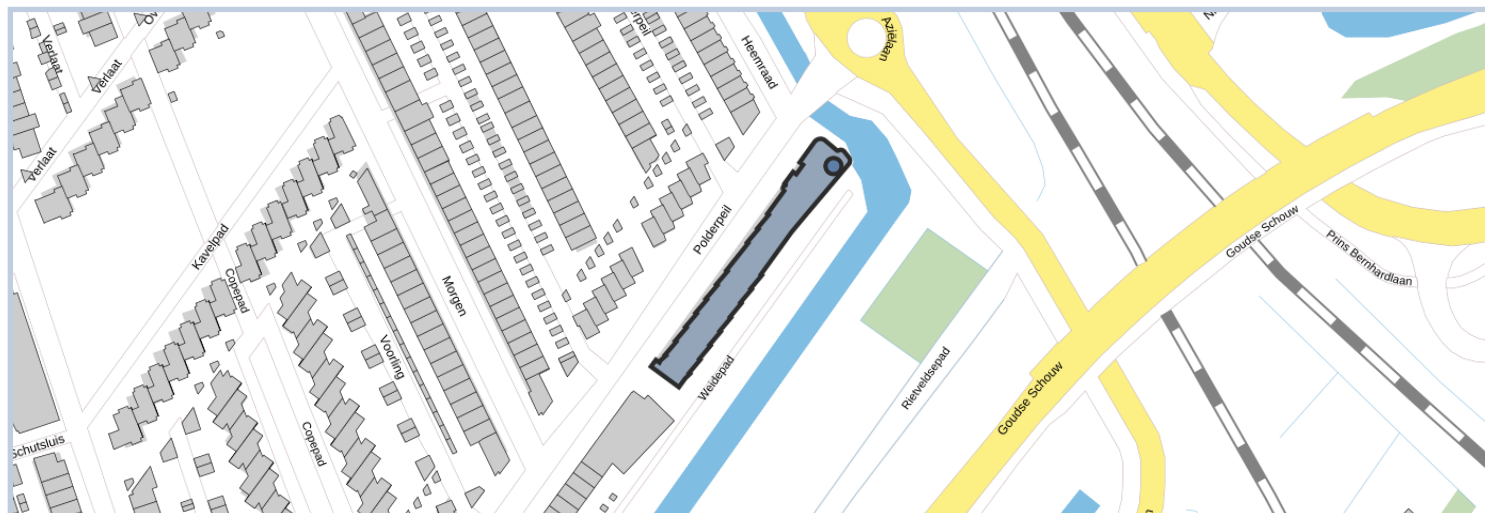 Verlaat
Verlaat
Verlaat
Heemraad
Aziëlaan
Kavelpad
Copepad
Polderpeil
Morgen
Voorling
Copepad
Schutsluis
Weidepad
Rietveldsepad
Goudse Schouw
Goudse Schouw
Prins Bernhardlaan